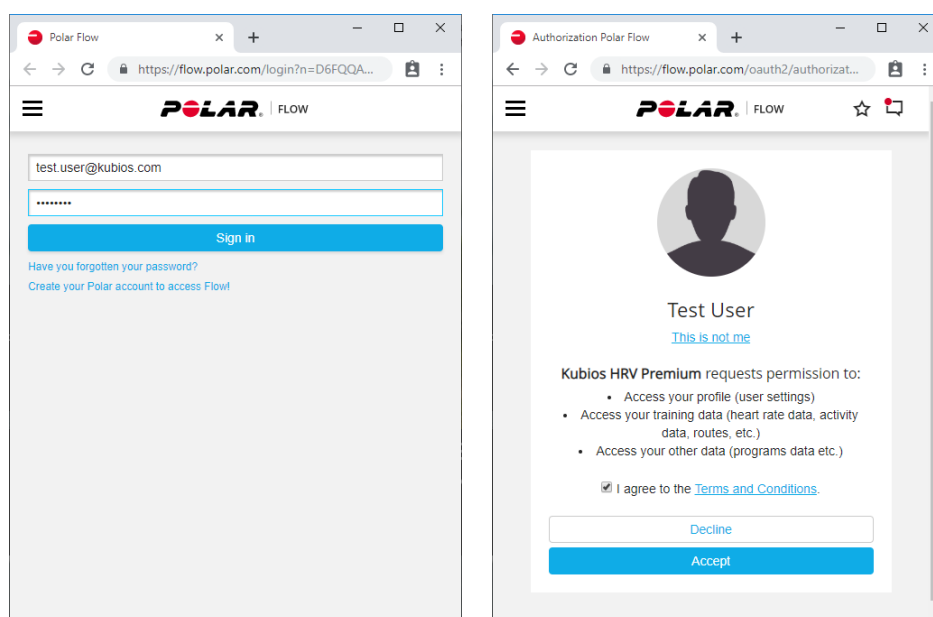 Polar Flow
https://flow.polar.com/login?n=D6FQQA...
POLAR. FLOW
test.user@kubios.com
••••••••
Sign in
Have you forgotten your password?
Create your Polar account to access Flow!
Authorization Polar Flow
https://flow.polar.com/oauth2/authorizat...
POLAR. FLOW
Test User
This is not me
Kubios HRV Premium requests permission to:
• Access your profile (user settings)
• Access your training data (heart rate data, activity
data, routes, etc.)
• Access your other data (programs data etc.)
I agree to the Terms and Conditions.
Decline
Accept